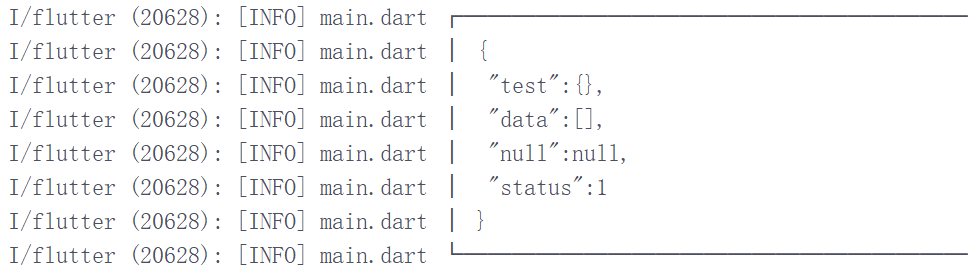 I/flutter (20628): [INFO] main.dart ┌──────────────────────────────────────
I/flutter (20628): [INFO] main.dart │ {
I/flutter (20628): [INFO] main.dart │  "test":{},
I/flutter (20628): [INFO] main.dart │  "data":[],
I/flutter (20628): [INFO] main.dart │  "null":null,
I/flutter (20628): [INFO] main.dart │  "status":1
I/flutter (20628): [INFO] main.dart │ }
I/flutter (20628): [INFO] main.dart └──────────────────────────────────────